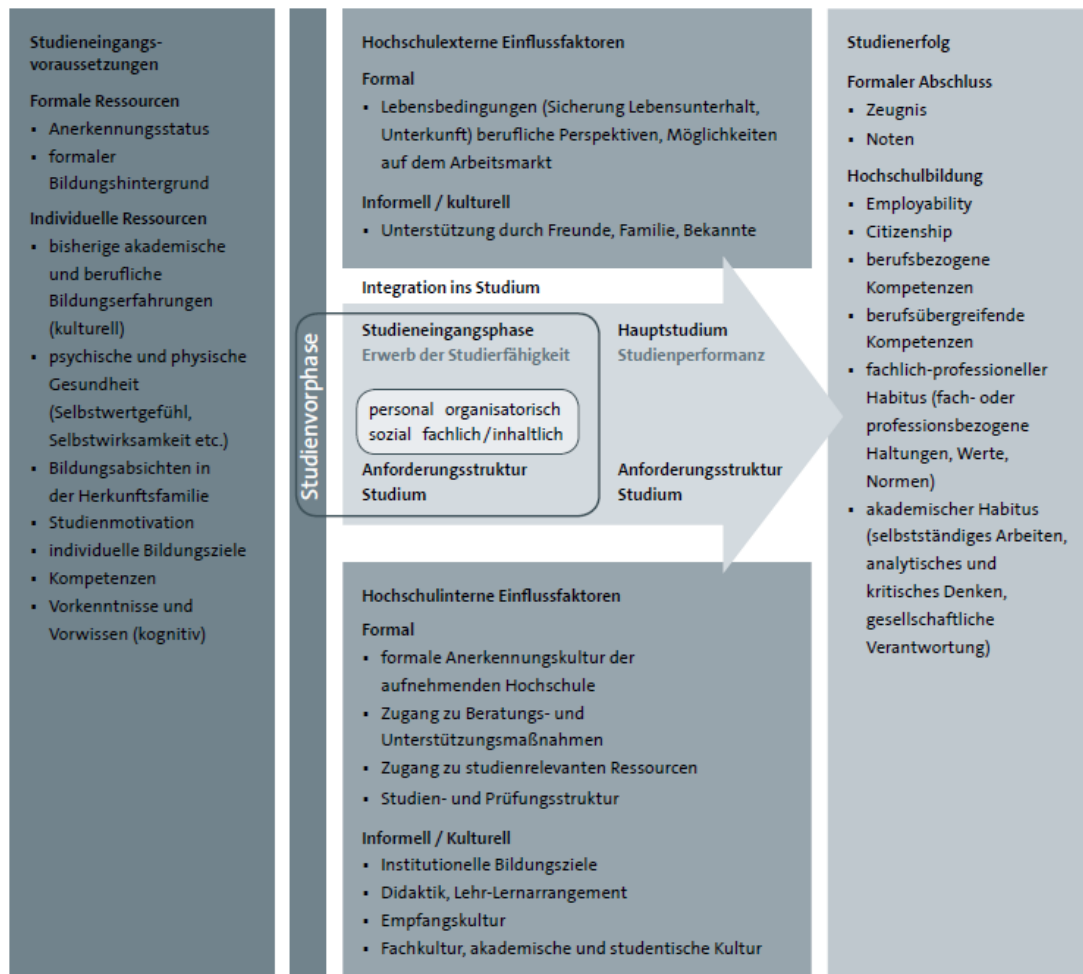 Studieneingangs-
voraussetzungen
Formale Ressourcen
▪ Anerkennungsstatus
▪ formaler
Bildungshintergrund
Individuelle Ressourcen
▪ bisherige akademische
und berufliche
Bildungserfahrungen
(kulturell)
▪ psychische und physische
Gesundheit
(Selbstwertgefühl,
Selbstwirksamkeit etc.)
▪ Bildungsabsichten in
der Herkunftsfamilie
▪ Studienmotivation
▪ individuelle Bildungsziele
▪ Kompetenzen
▪ Vorkenntnisse und
Vorwissen (kognitiv)
Studienvorphase
Hochschulexterne Einflussfaktoren
Formal
▪ Lebensbedingungen (Sicherung Lebensunterhalt,
Unterkunft) berufliche Perspektiven, Möglichkeiten
auf dem Arbeitsmarkt
Informell / kulturell
▪ Unterstützung durch Freunde, Familie, Bekannte
Integration ins Studium
Studieneingangsphase
Erwerb der Studierfähigkeit
personal organisatorisch
sozial fachlich / inhaltlich
Anforderungsstruktur
Studium
Hauptstudium
Studienperformanz
Anforderungsstruktur
Studium
Hochschulinterne Einflussfaktoren
Formal
▪ formale Anerkennungskultur der
aufnehmenden Hochschule
▪ Zugang zu Beratungs- und
Unterstützungsmaßnahmen
▪ Zugang zu studienrelevanten Ressourcen
▪ Studien- und Prüfungsstruktur
Informell / Kulturell
▪ Institutionelle Bildungsziele
▪ Didaktik, Lehr-Lernarrangement
▪ Empfangskultur
▪ Fachkultur, akademische und studentische Kultur
Studienerfolg
Formaler Abschluss
▪ Zeugnis
▪ Noten
Hochschulbildung
▪ Employability
▪ Citizenship
▪ berufsbezogene
Kompetenzen
▪ berufsübergreifende
Kompetenzen
▪ fachlich-professioneller
Habitus (fach- oder
professionsbezogene
Haltungen, Werte,
Normen)
▪ akademischer Habitus
(selbstständiges Arbeiten,
analytisches und
kritisches Denken,
gesellschaftliche
Verantwortung)